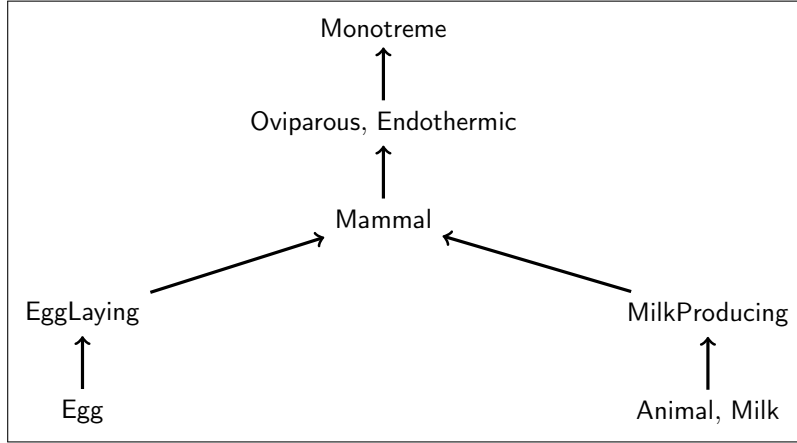 Monotreme
Oviparous, Endothermic
Mammal
EggLaying
MilkProducing
Egg
Animal, Milk